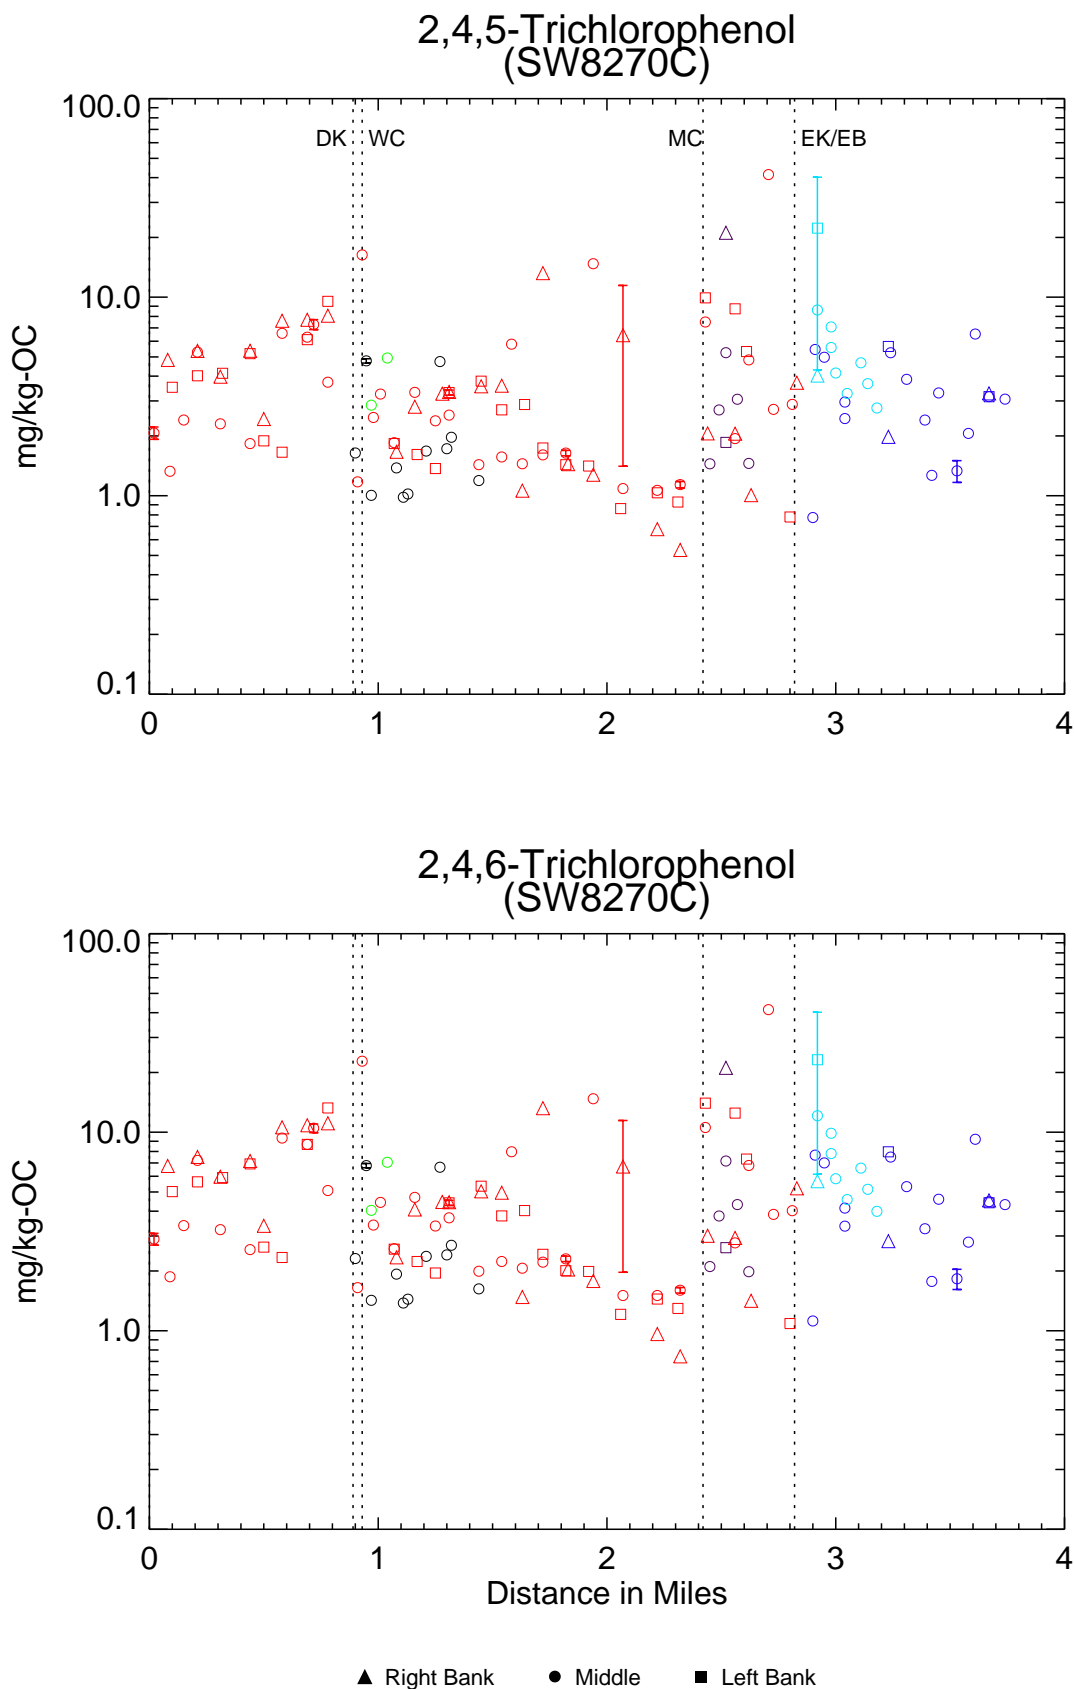 2,4,5-Trichlorophenol
(SW8270C)
100.0
DK
WC
MC
EK/EB
10.0
mg/kg-OC
1.0
0.1
0
1
2
3
4
2,4,6-Trichlorophenol
(SW8270C)
100.0
10.0
mg/kg-OC
1.0
0.1
0
1
2
3
4
Distance in Miles
Right Bank
Middle
Left Bank